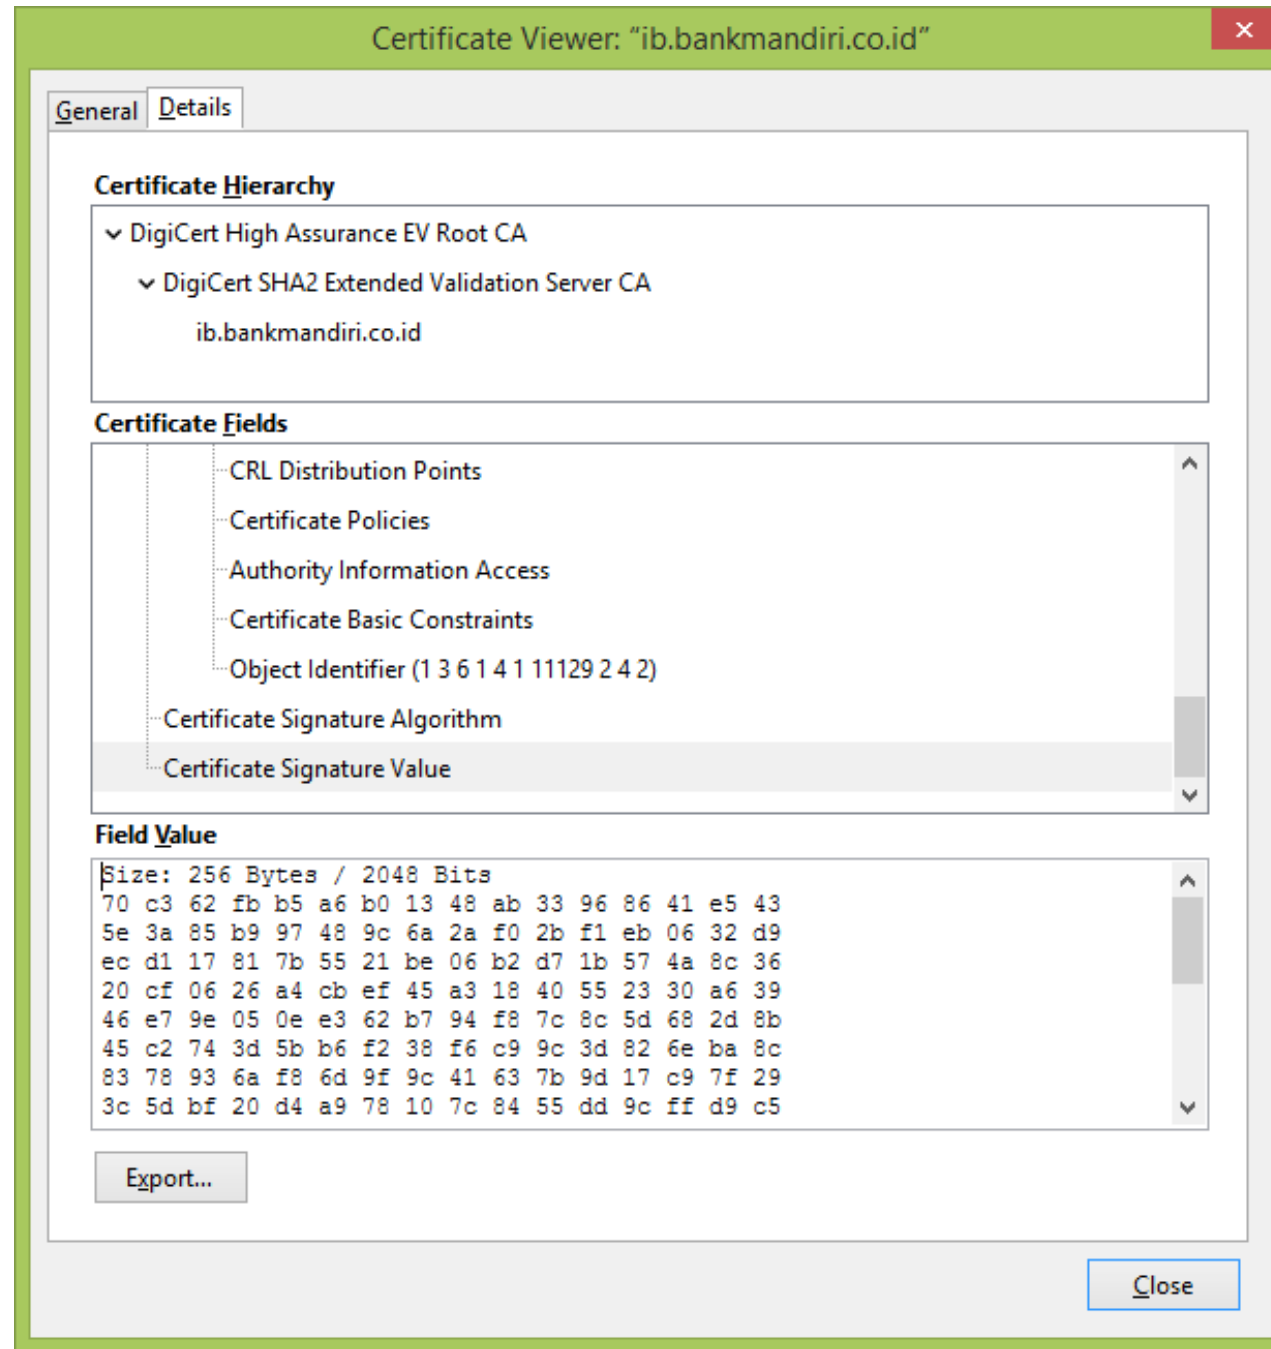 Certificate Viewer: “ib.bankmandiri.co.id”
General Details
Certificate Hierarchy
DigiCert High Assurance EV Root CA
DigiCert SHA2 Extended Validation Server CA
ib.bankmandiri.co.id
Certificate Fields
CRL Distribution Points
Certificate Policies
Authority Information Access
Certificate Basic Constraints
Object Identifier (1 3 6 1 4 1 11129 2 4 2)
Certificate Signature Algorithm
Certificate Signature Value
Field Value
Size: 256 Bytes / 2048 Bits
70 c3 62 fb b5 a6 b0 13 48 ab 33 96 86 41 e5 43
5e 3a 85 b9 97 48 9c 6a 2a f0 2b f1 eb 06 32 d9
ec d1 17 81 7b 55 21 be 06 b2 d7 1b 57 4a 8c 36
20 cf 06 26 a4 cb ef 45 a3 18 40 55 23 30 a6 39
46 e7 9e 05 0e e3 62 b7 94 f8 7c 8c 5d 68 2d 8b
45 c2 74 3d 5b b6 f2 38 f6 c9 9c 3d 82 6e ba 8c
83 78 93 6a f8 6d 9f 9c 41 63 7b 9d 17 c9 7f 29
3c 5d bf 20 d4 a9 78 10 7c 84 55 dd 9c ff d9 c5
Export...
Close